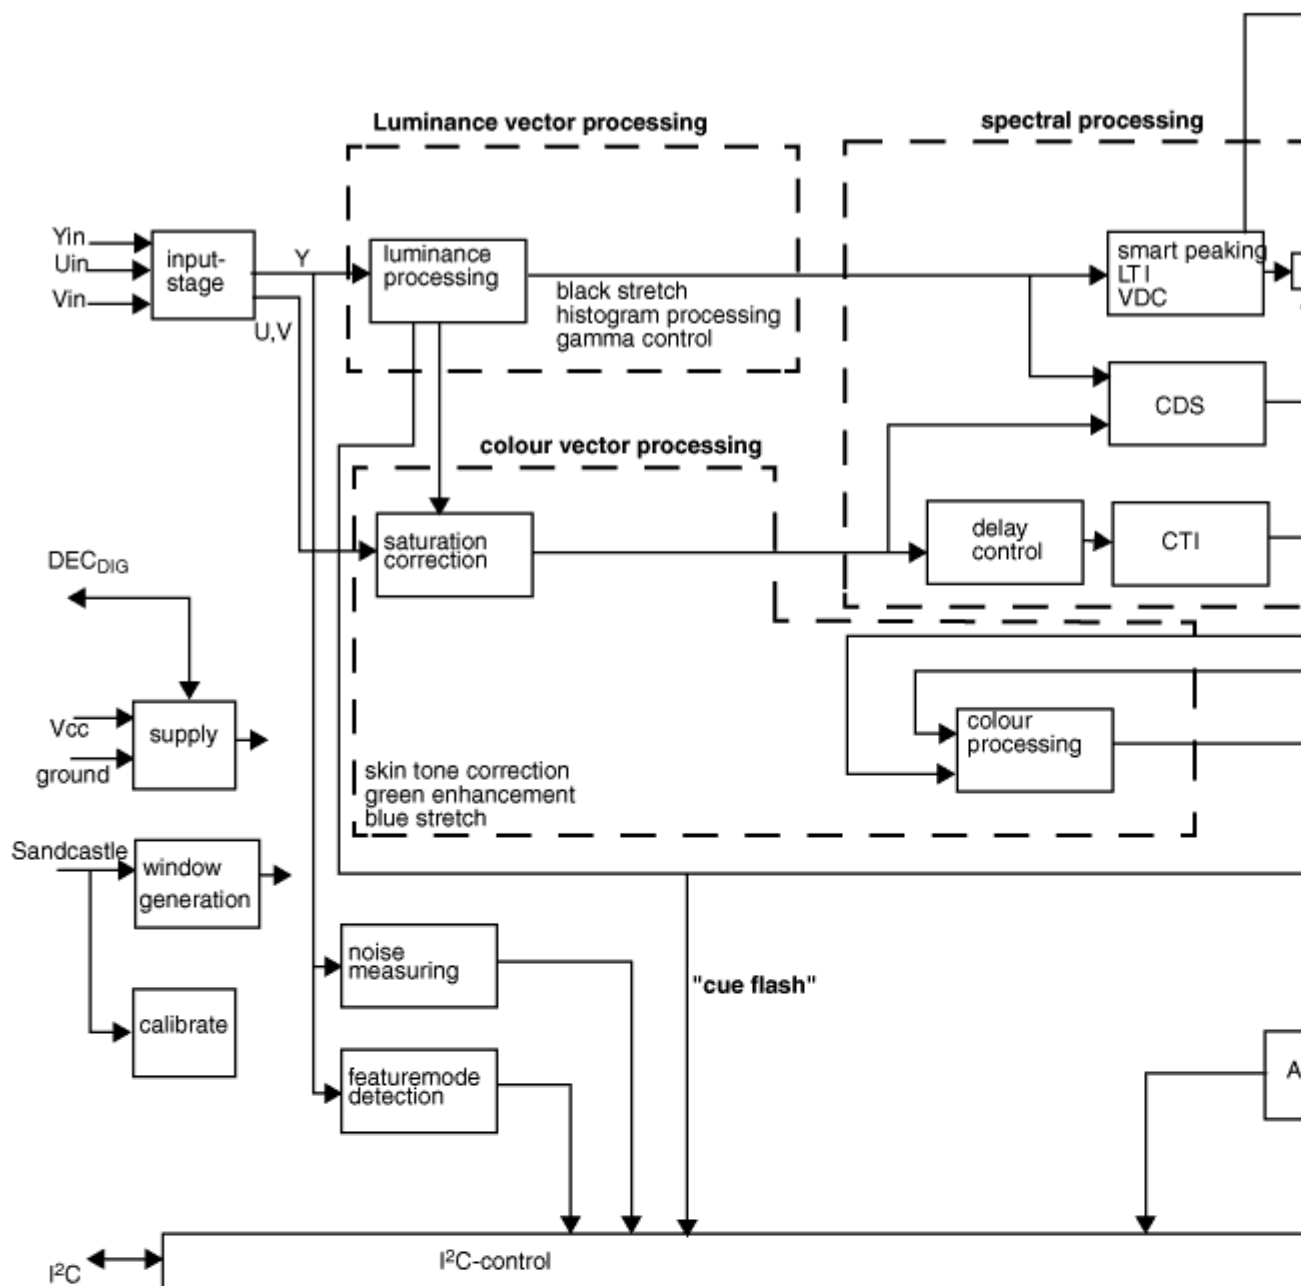 Luminance vector processing
spectral processing
Yin
Uin
Vin
input-
stage
Y
U,V
luminance
processing
black stretch
histogram processing
gamma control
smart peaking
LTI
VDC
CDS
colour vector processing
saturation
correction
delay
control
CTI
DECDIG
Vcc
ground
supply
colour
processing
skin tone correction
green enhancement
blue stretch
Sandcastle
window
generation
noise
measuring
"cue flash"
calibrate
featuremode
detection
A
I²C
I²C-control